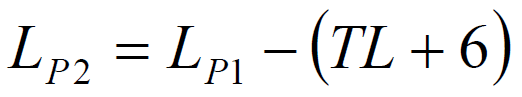 L_{P2} = L_{P1} − (TL + 6)